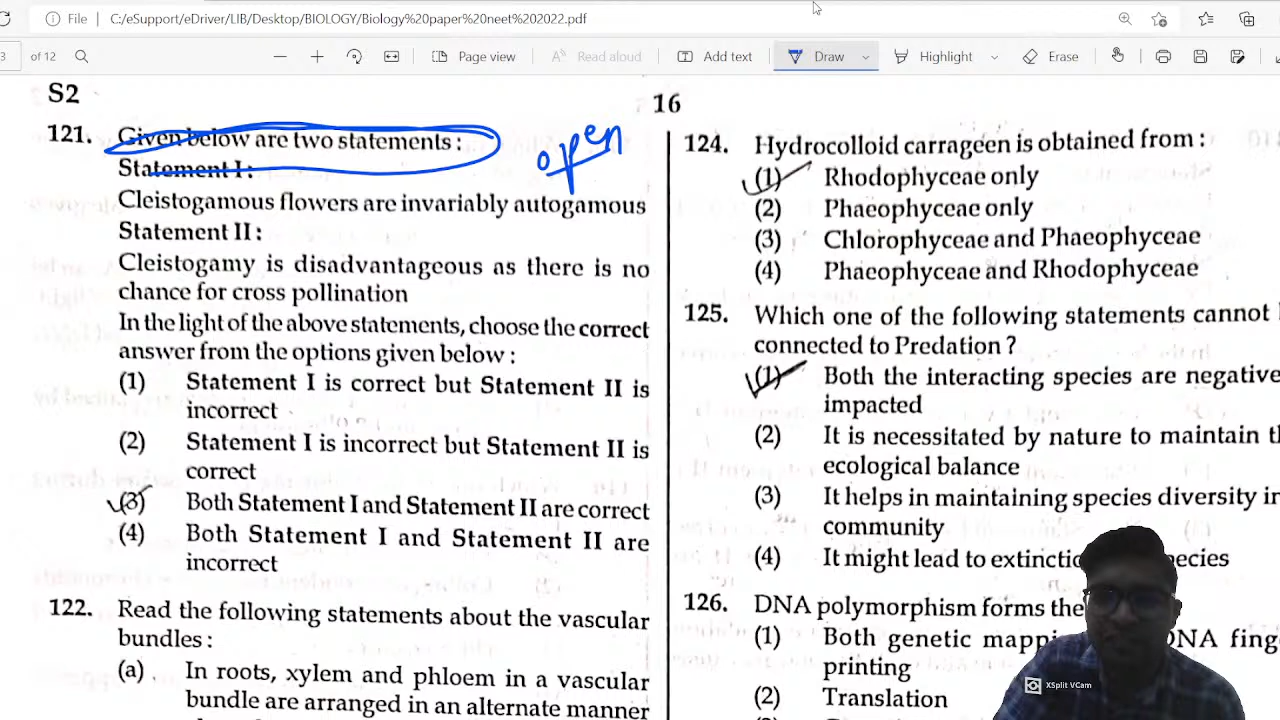 File
C:/eSupport/eDriver/LIB/Desktop/BIOLOGY/Biology%20paper%20neet%202022.pdf
3 of 12
Page view
Read aloud
Add text
Draw
Highlight
Erase
S2
16
121. Given below are two statements :
open
Statement I :
Cleistogamous flowers are invariably autogamous
Statement II :
Cleistogamy is disadvantageous as there is no
chance for cross pollination
In the light of the above statements, choose the correct
answer from the options given below :
(1) Statement I is correct but Statement II is
incorrect
(2) Statement I is incorrect but Statement II is
correct
(3) Both Statement I and Statement II are correct
(4) Both Statement I and Statement II are
incorrect
122. Read the following statements about the vascular
bundles :
(a) In roots, xylem and phloem in a vascular
bundle are arranged in an alternate manner
124. Hydrocolloid carrageen is obtained from :
(1) Rhodophyceae only
(2) Phaeophyceae only
(3) Chlorophyceae and Phaeophyceae
(4) Phaeophyceae and Rhodophyceae
125. Which one of the following statements cannot
connected to Predation ?
(1) Both the interacting species are negative
impacted
(2) It is necessitated by nature to maintain th
ecological balance
(3) It helps in maintaining species diversity in
community
(4) It might lead to extinctio pecies
126. DNA polymorphism forms the
(1) Both genetic mappi DNA fing
printing
(2) Translation
XSplit VCam